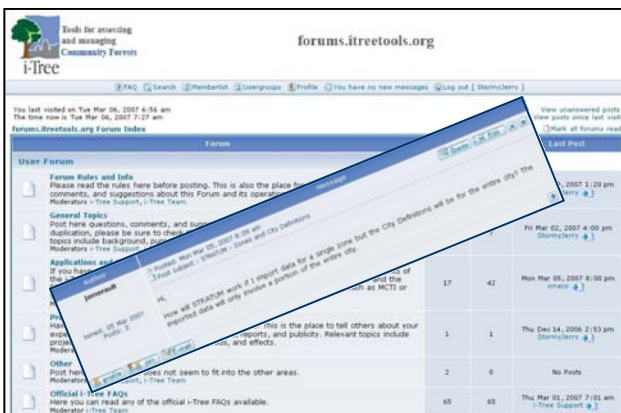 Tools for assessing
and managing
Community Forests
i-Tree
forums.itreetools.org
FAQ Search Memberlist Usergroups Profile You have no new messages Log out [ StormyJerry ]
You last visited on Tue Mar 06, 2007 6:56 am
The time now is Tue Mar 06, 2007 7:27 am
forums.itreetools.org Forum Index
View unanswered posts
View posts since last visit
Mark all forums read
Forum
Last Post
User Forum
Forum Rules and Info
Please read the rules here before posting. This is also the place for
comments, and suggestions about this Forum and its operation
Moderators i-Tree Support, i-Tree Team
2007 1:20 pm
General Topics
Post here questions, comments, and
duplication, please be sure to check
topics include background,
Moderators i-Tree
Fri Mar 02, 2007 4:00 pm
StormyJerry
Applications and
If you have
the
and the
such as MCTI or
17 42
Mon Mar 05, 2007 8:00 pm
This is the place to tell others about your
reports, and publicity. Relevant topics include
and effects.
1 1
Thu Dec 14, 2006 2:53 pm
StormyJerry
Other
Post here does not seem to fit into the other areas.
Moderators i-Tree Team
2 0
No Posts
Official i-Tree FAQs
Here you can read any of the official i-Tree FAQs available.
Moderator i-Tree Team
65 65
Thu Mar 01, 2007 7:01 am
i-Tree Support
Author
Message
Quote Edit
Joined: 05 Mar 2007
Posts: 2
Posted: Mon Mar 05, 2007
Post subject: STRATUM - Zones and City Definitions
Hi,
How will STRATUM work if I import data for a single zone but the City Definitions will be for the entire city? The
imported data will only involve a portion of the entire city.
profile pm E-mail